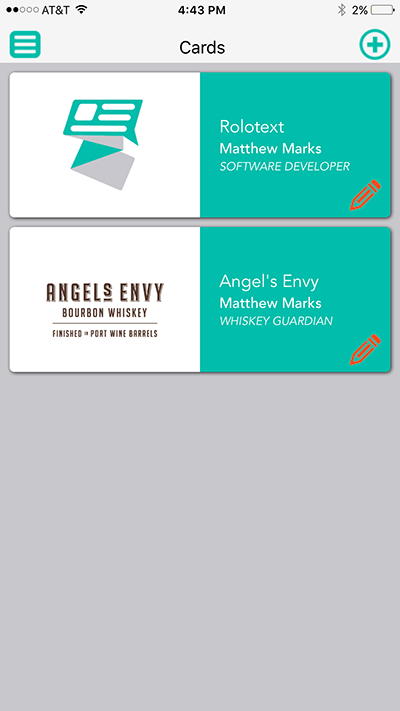 AT&T 4:43 PM 2%
Cards
Rolotext
Matthew Marks
SOFTWARE DEVELOPER
ANGELS ENVY
BOURBON WHISKEY
FINISHED IN PORT WINE BARRELS
Angel's Envy
Matthew Marks
WHISKEY GUARDIAN